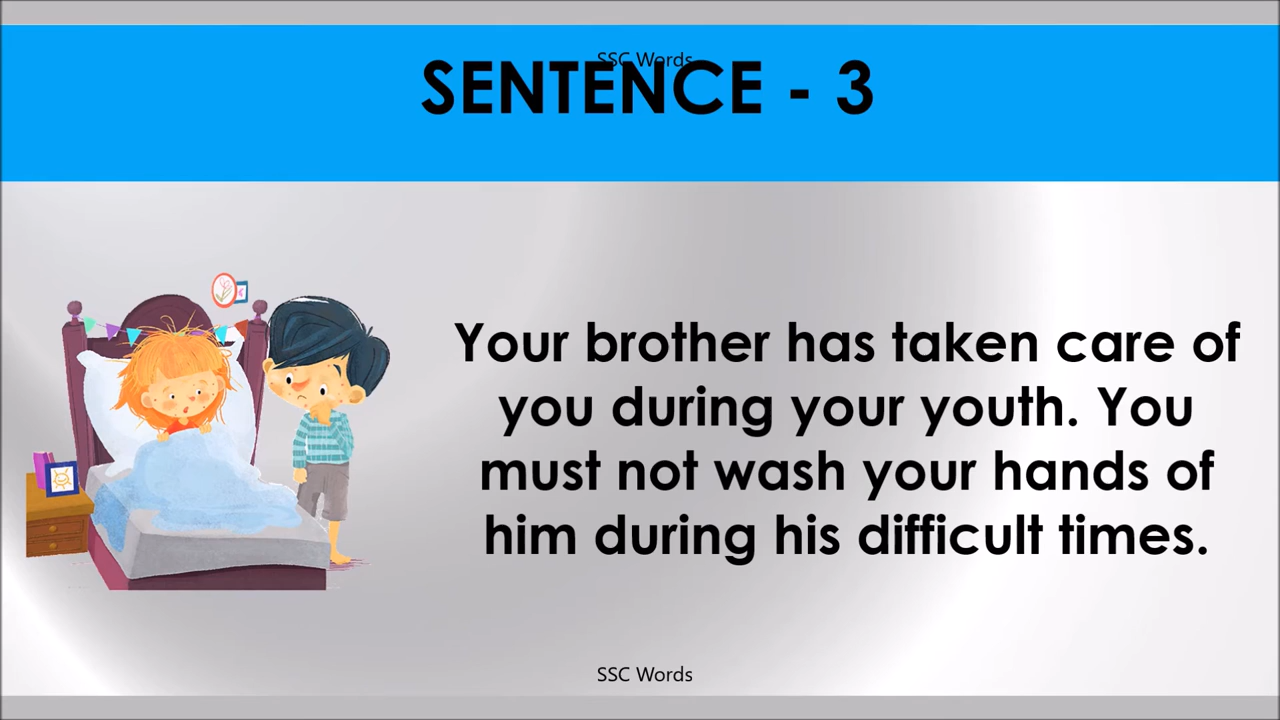 SSC Words
SENTENCE - 3
Your brother has taken care of
you during your youth. You
must not wash your hands of
him during his difficult times.
SSC Words